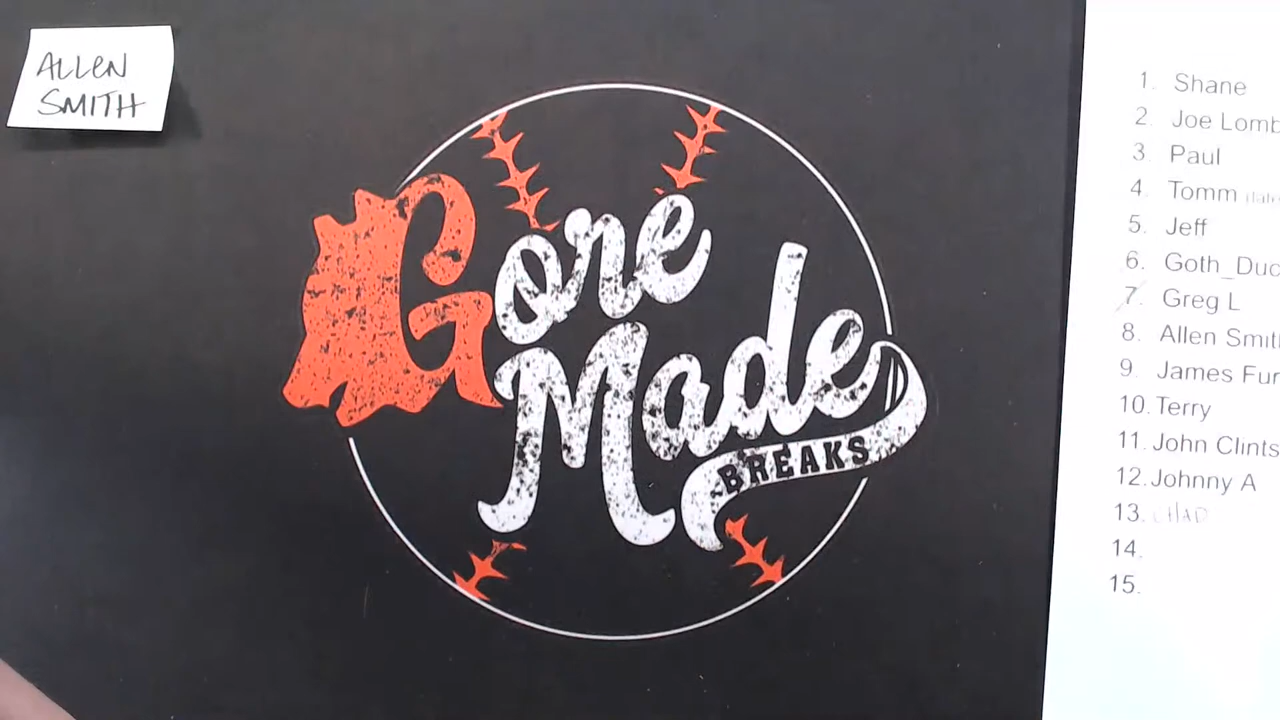 ALLEN
SMITH
Gore
Made
BREAKS
1. Shane
2. Joe Lomb
3. Paul
4. Tomm
5. Jeff
6. Goth_Duc
7. Greg L
8. Allen Smit
9. James Fur
10. Terry
11. John Clints
12. Johnny A
13. CHAD
14.
15.